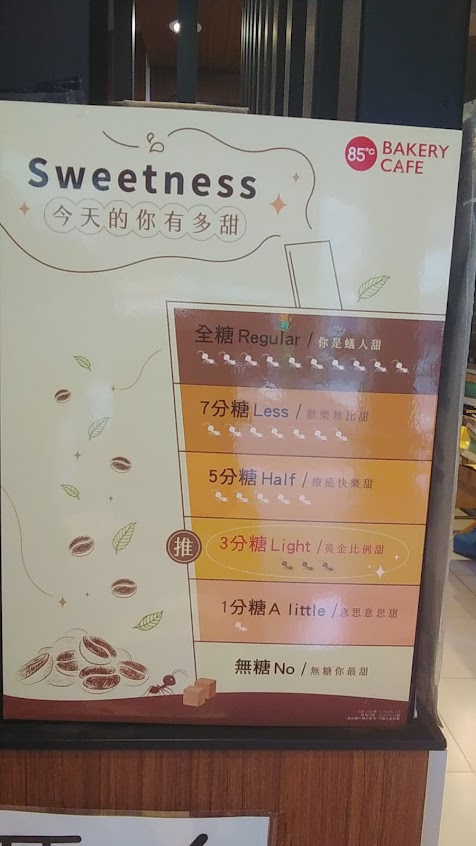 85°C BAKERY
CAFE
Sweetness
今天的你有多甜
全糖 Regular / 你是蟻人甜
7分糖 Less / 歡樂無比甜
5分糖 Half / 療癒快樂甜
推 3分糖 Light / 黃金比例甜
1分糖 A little / 意思意思甜
無糖 No / 無糖你最甜